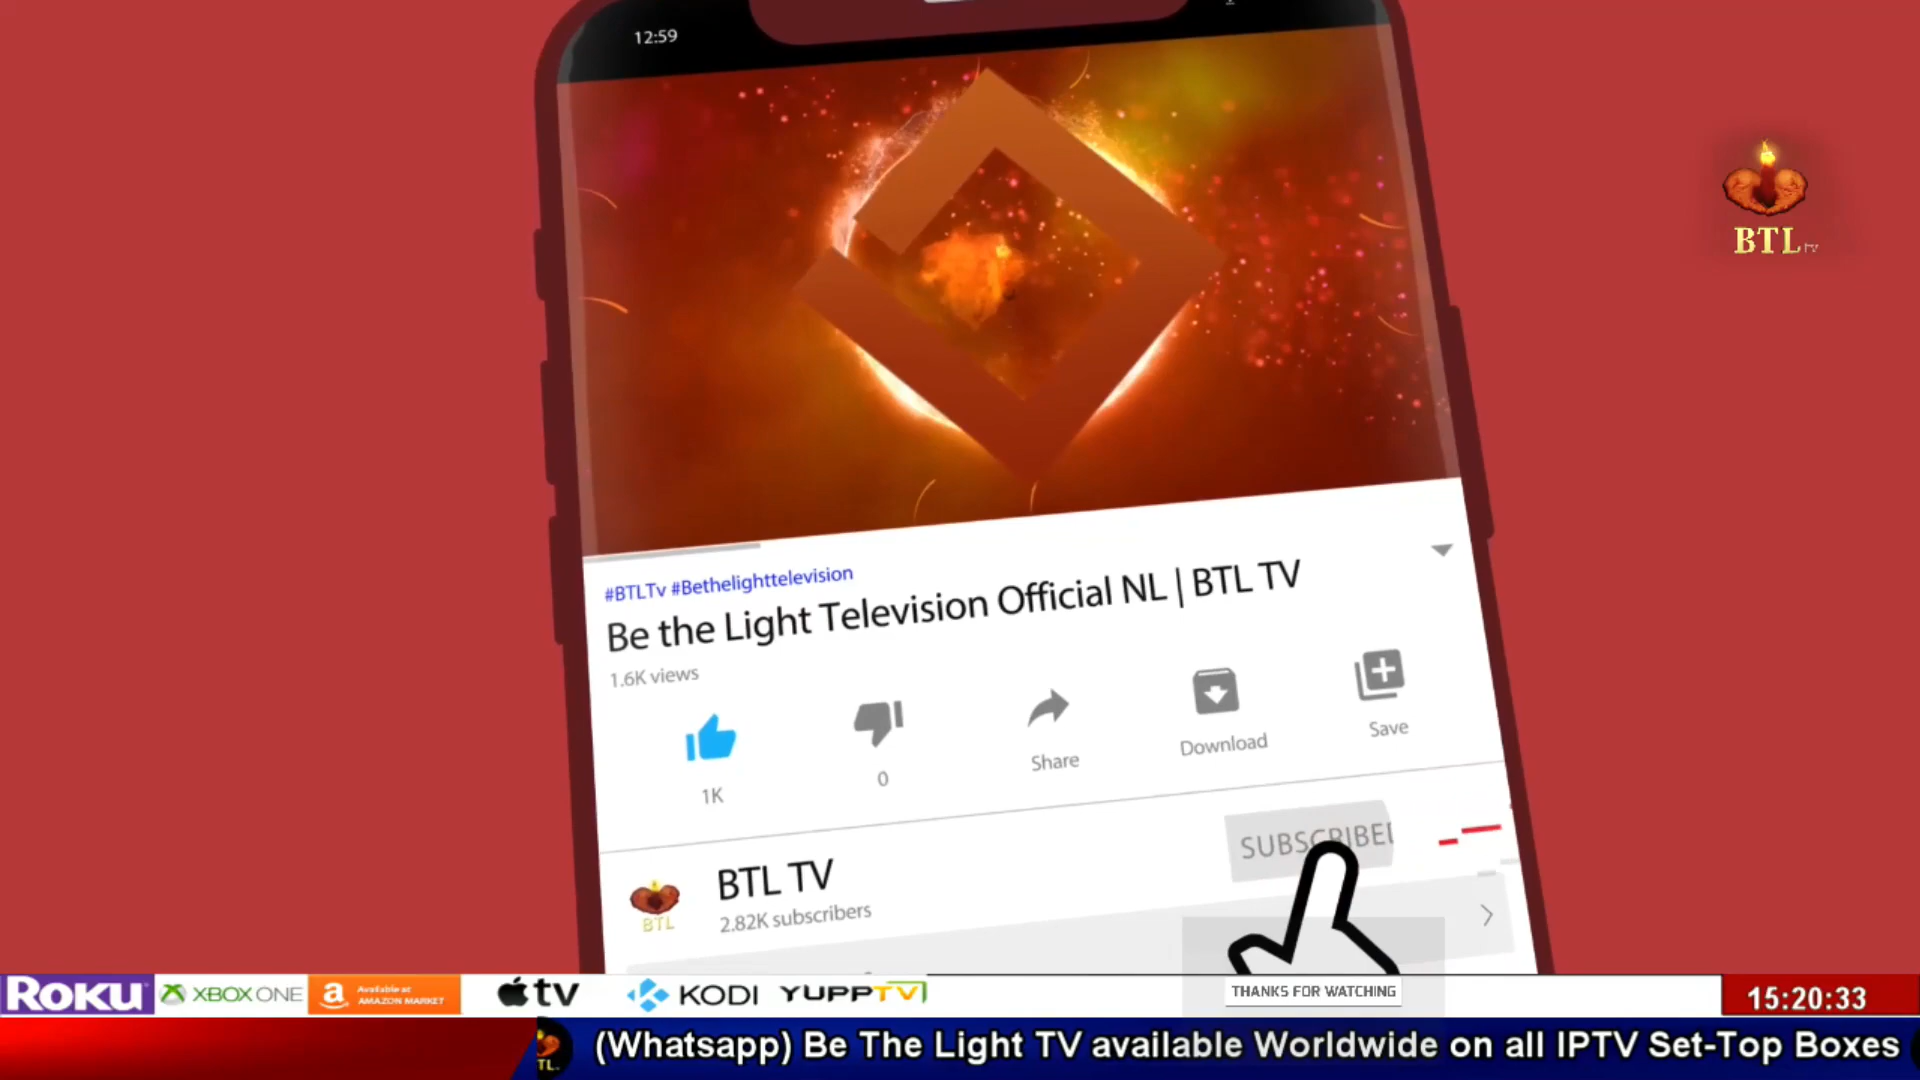 12:59
BTL TV
#BTLTv #Bethelighttelevision
Be the Light Television Official NL | BTL TV
1.6K views
1K
0
Share
Download
Save
BTL TV
2.82K subscribers
SUBSCRIBED
BTL
ROKU
XBOX ONE
a Available at AMAZON MARKET
tv
KODI
YUPPTV
THANKS FOR WATCHING
15:20:33
(Whatsapp) Be The Light TV available Worldwide on all IPTV Set-Top Boxes